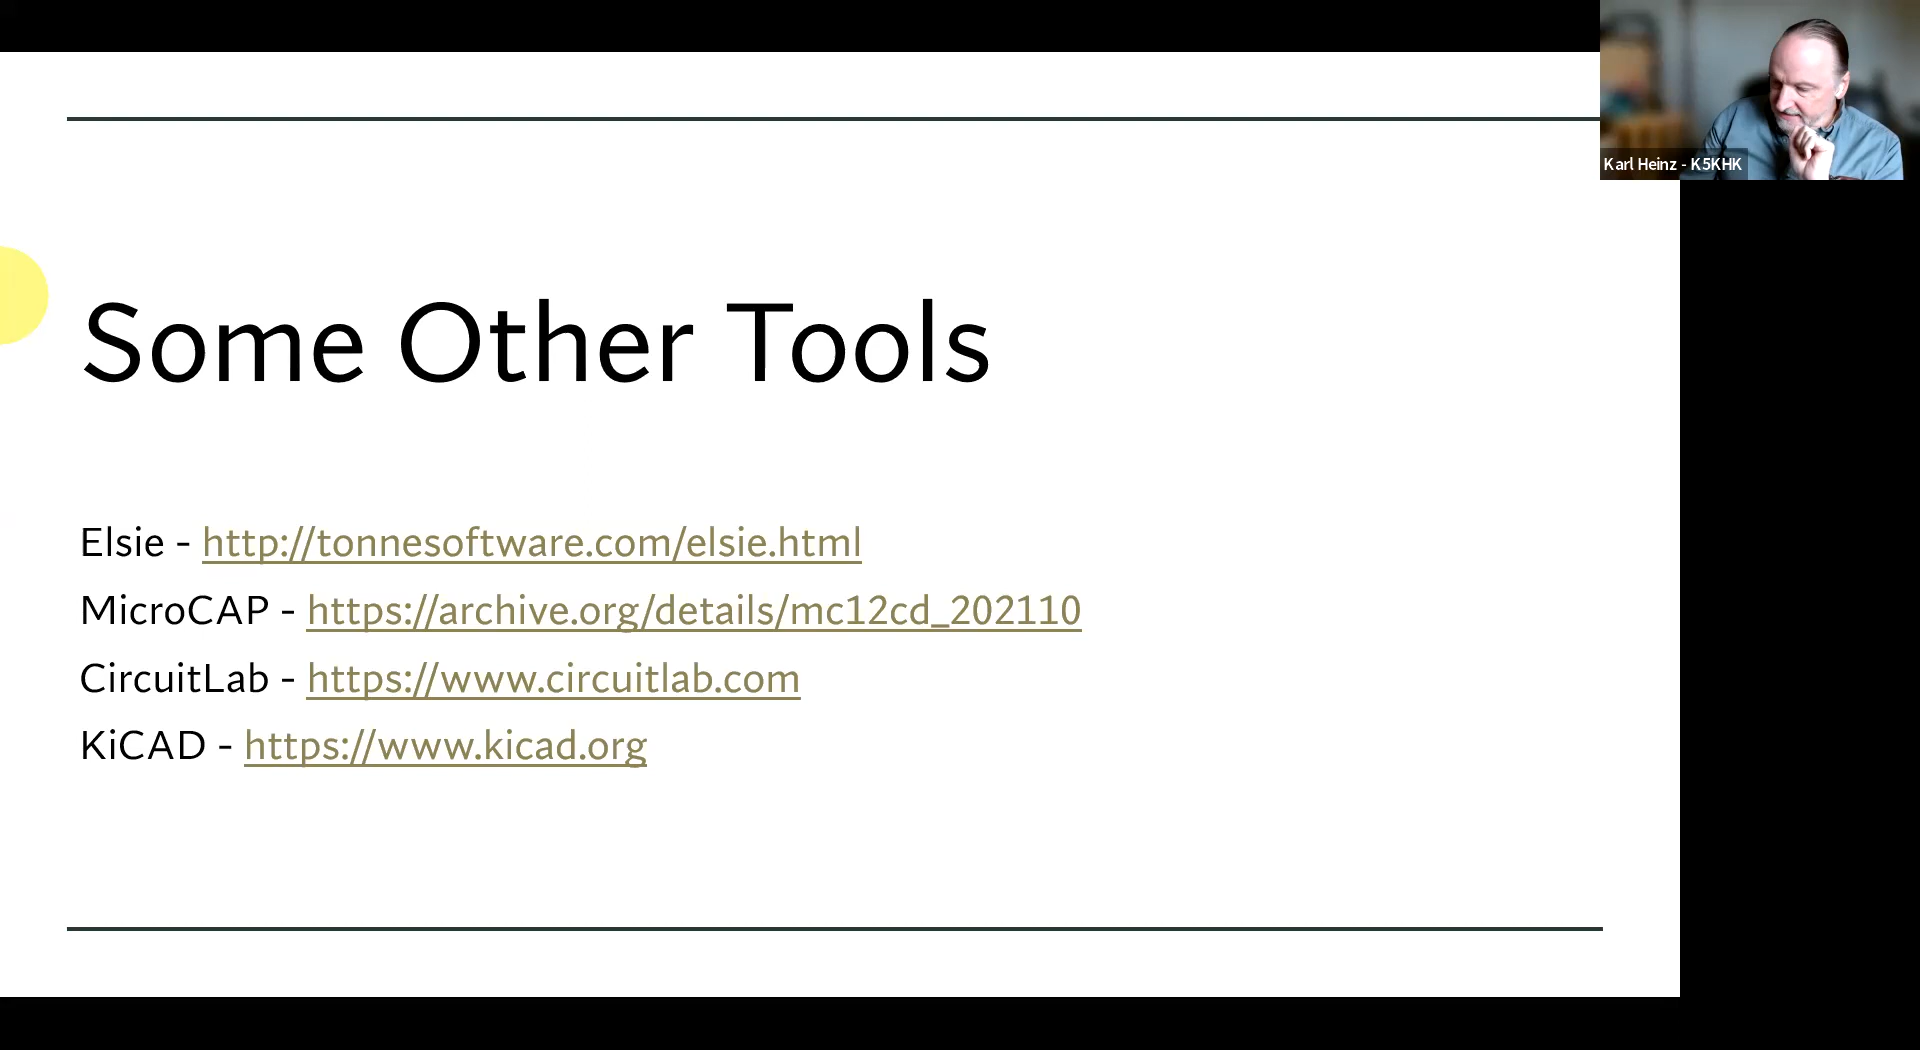 Karl Heinz - K5KHK
Some Other Tools
Elsie - http://tonnesoftware.com/elsie.html
MicroCAP - https://archive.org/details/mc12cd_202110
CircuitLab - https://www.circuitlab.com
KiCAD - https://www.kicad.org